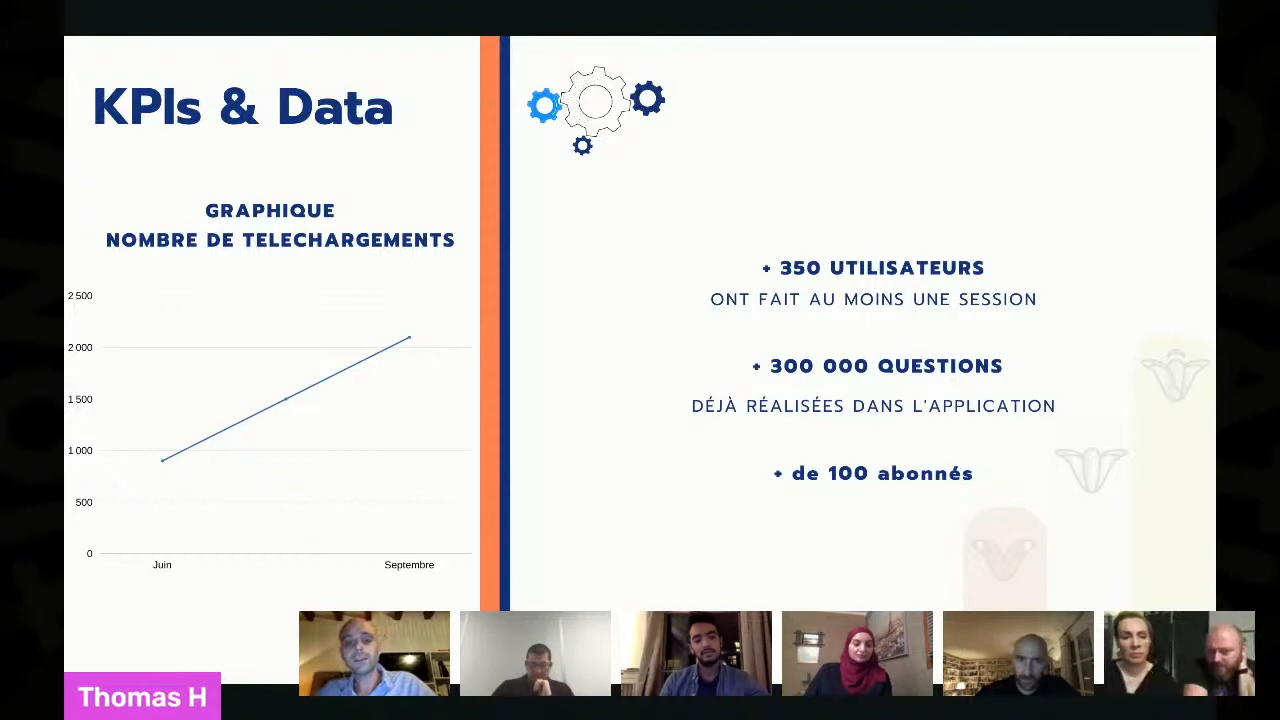 KPIs & Data
GRAPHIQUE
NOMBRE DE TELECHARGEMENTS
2 500
2 000
1 500
1 000
500
0
Juin
Septembre
+ 350 UTILISATEURS
ONT FAIT AU MOINS UNE SESSION
+ 300 000 QUESTIONS
DÉJÀ RÉALISÉES DANS L'APPLICATION
+ de 100 abonnés
Thomas H